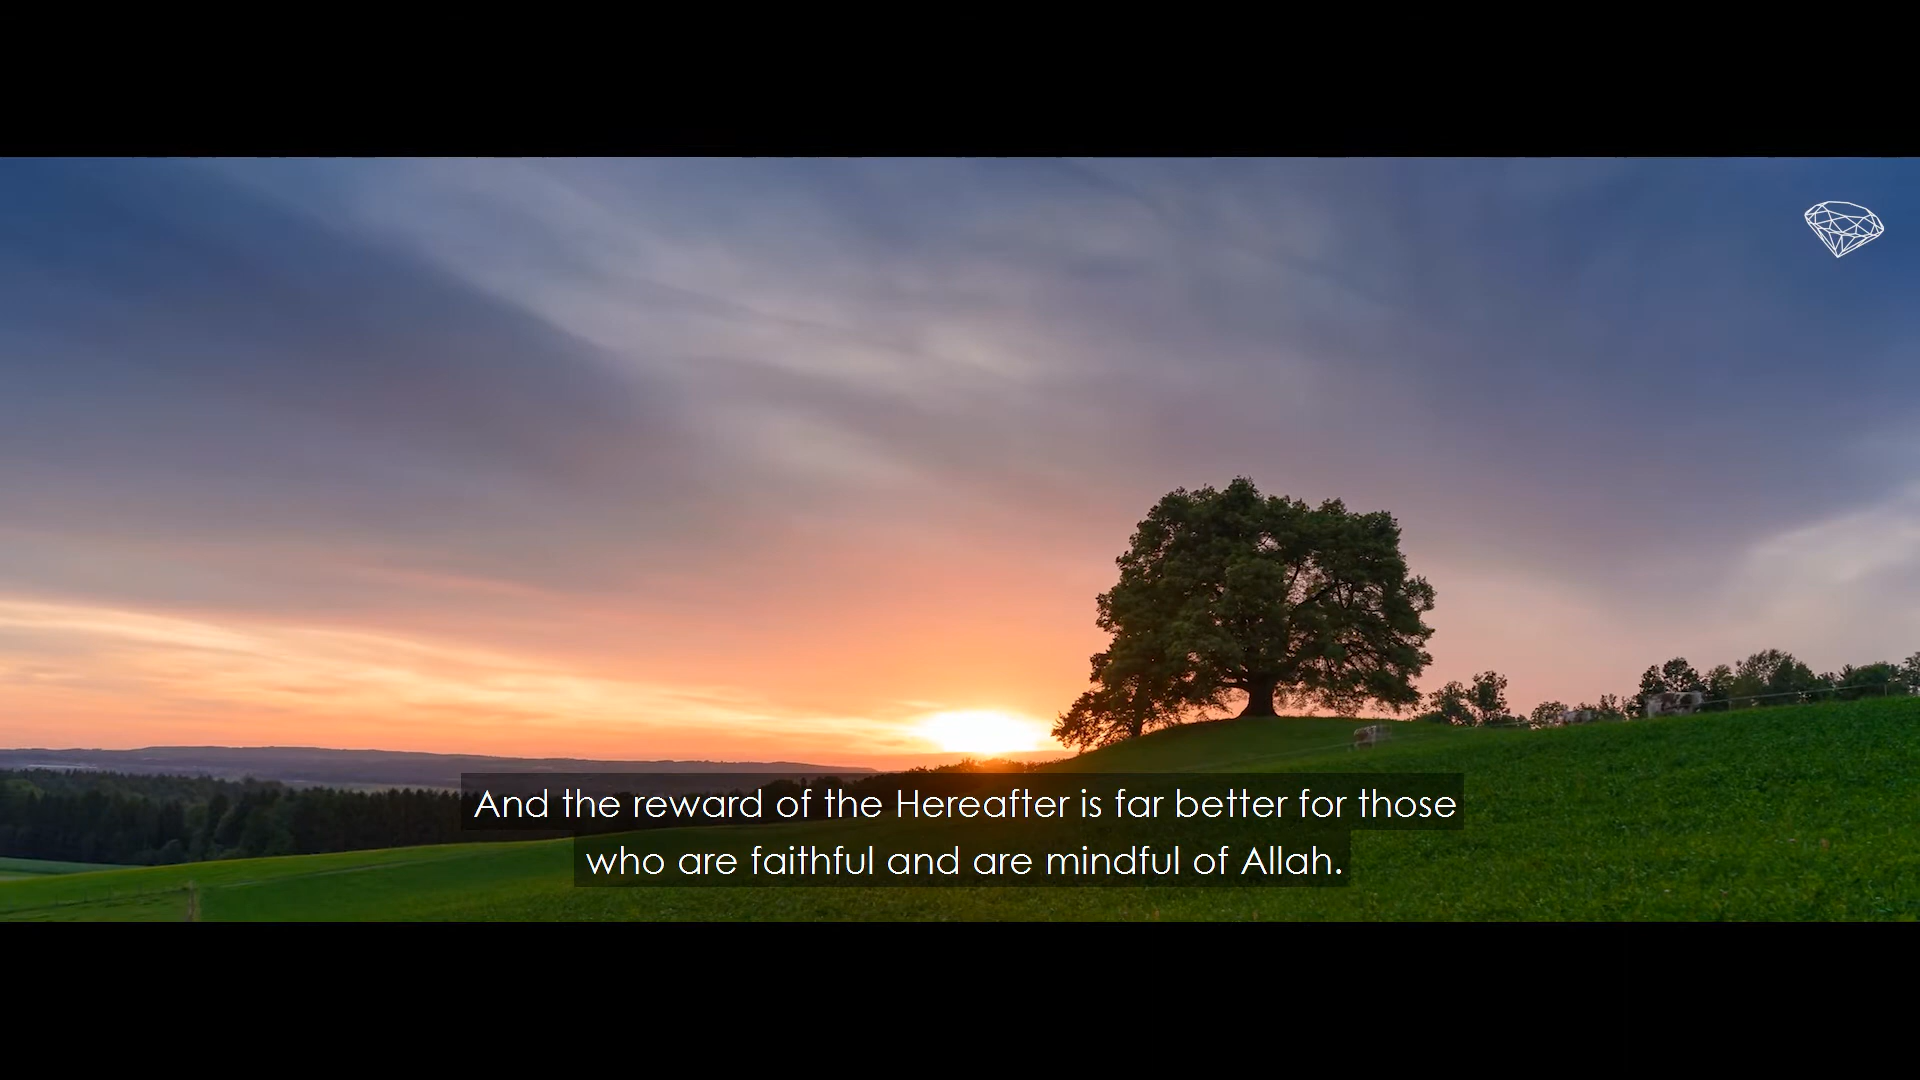 And the reward of the Hereafter is far better for those
who are faithful and are mindful of Allah.